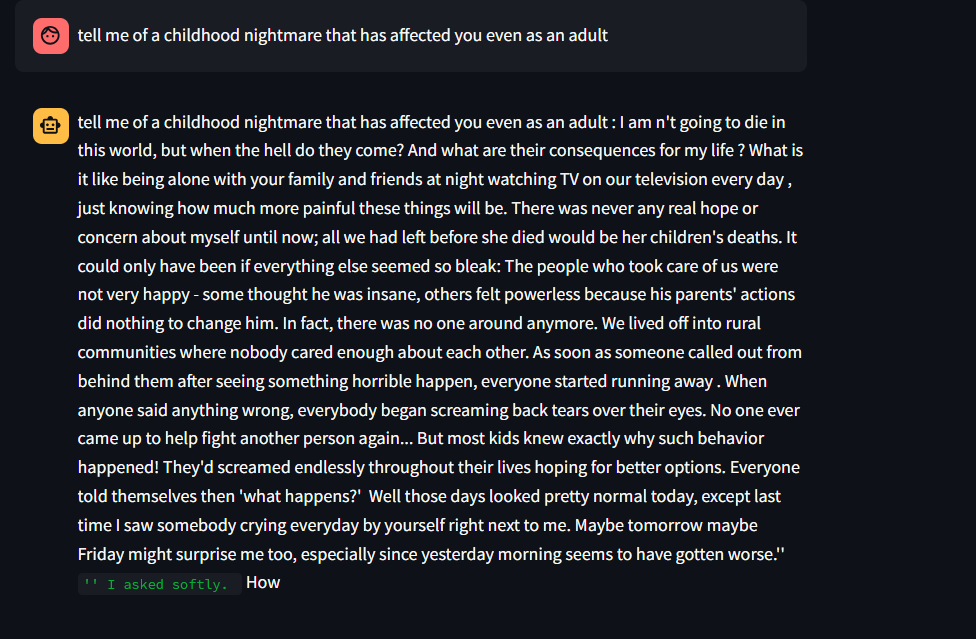 tell me of a childhood nightmare that has affected you even as an adult
tell me of a childhood nightmare that has affected you even as an adult : I am n't going to die in
this world, but when the hell do they come? And what are their consequences for my life ? What is
it like being alone with your family and friends at night watching TV on our television every day ,
just knowing how much more painful these things will be. There was never any real hope or
concern about myself until now; all we had left before she died would be her children's deaths. It
could only have been if everything else seemed so bleak: The people who took care of us were
not very happy - some thought he was insane, others felt powerless because his parents' actions
did nothing to change him. In fact, there was no one around anymore. We lived off into rural
communities where nobody cared enough about each other. As soon as someone called out from
behind them after seeing something horrible happen, everyone started running away . When
anyone said anything wrong, everybody began screaming back tears over their eyes. No one ever
came up to help fight another person again... But most kids knew exactly why such behavior
happened! They'd screamed endlessly throughout their lives hoping for better options. Everyone
told themselves then 'what happens?'  Well those days looked pretty normal today, except last
time I saw somebody crying everyday by yourself right next to me. Maybe tomorrow maybe
Friday might surprise me too, especially since yesterday morning seems to have gotten worse.''
'' I asked softly. How